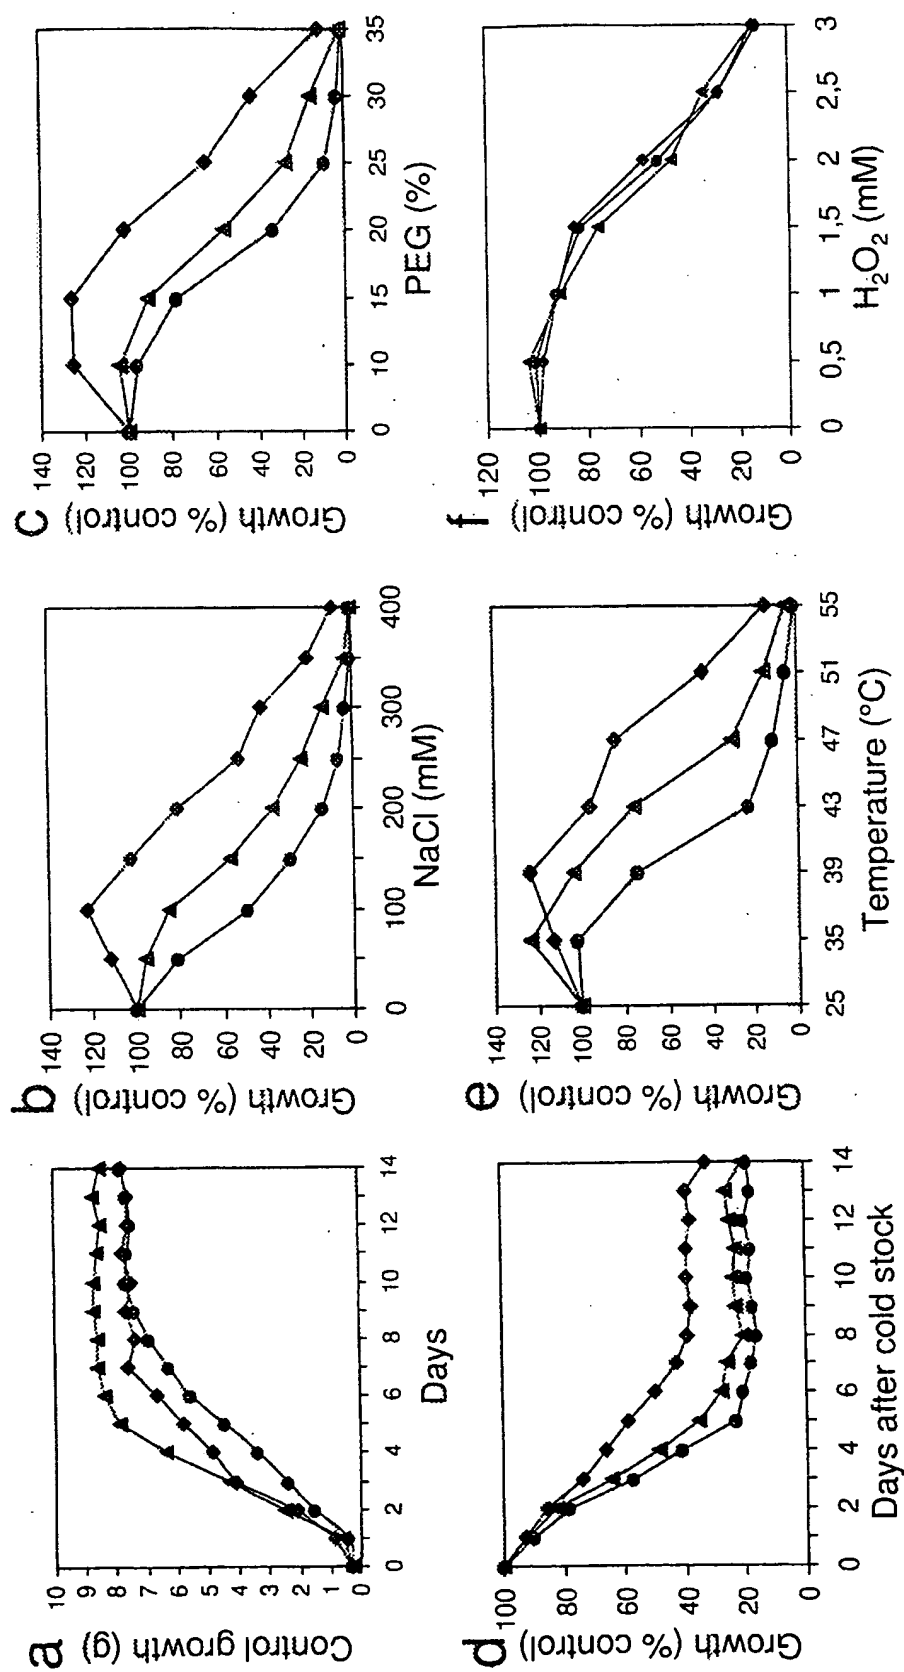 a
Control growth (g)
10
9
8
7
6
5
4
3
2
1
0
0 2 4 6 8 10 12 14
Days
b
Growth (% control)
140
120
100
80
60
40
20
0
0 100 200 300 400
NaCl (mM)
c
Growth (% control)
140
120
100
80
60
40
20
0
0 10 15 20 25 30 35
PEG (%)
d
Growth (% control)
100
80
60
40
20
0
0 2 4 6 8 10 12 14
Days after cold stock
e
Growth (% control)
140
120
100
80
60
40
20
0
25 35 39 43 47 51 55
Temperature (°C)
f
Growth (% control)
120
100
80
60
40
20
0
0 0,5 1 1,5 2 2,5 3
H₂O₂ (mM)